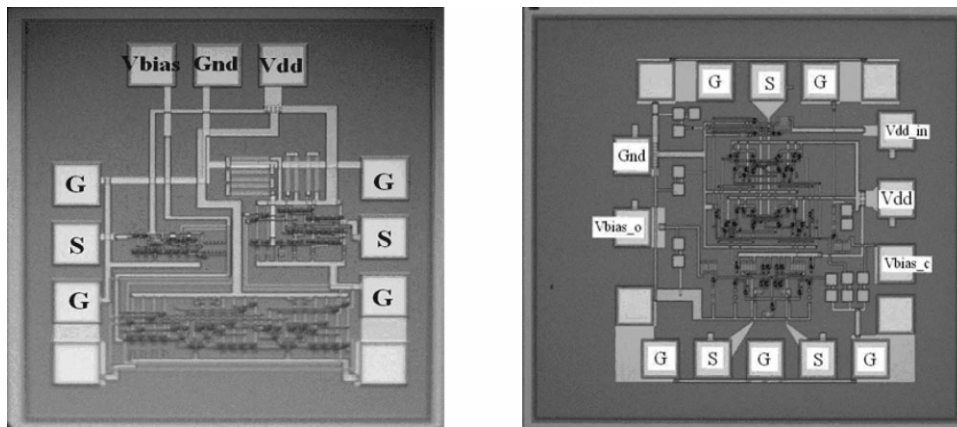 Vbias Gnd Vdd
G G
S S
G G
G S G
Vdd_in
Gnd
Vdd
Vbias_o
Vbias_c
G S G S G